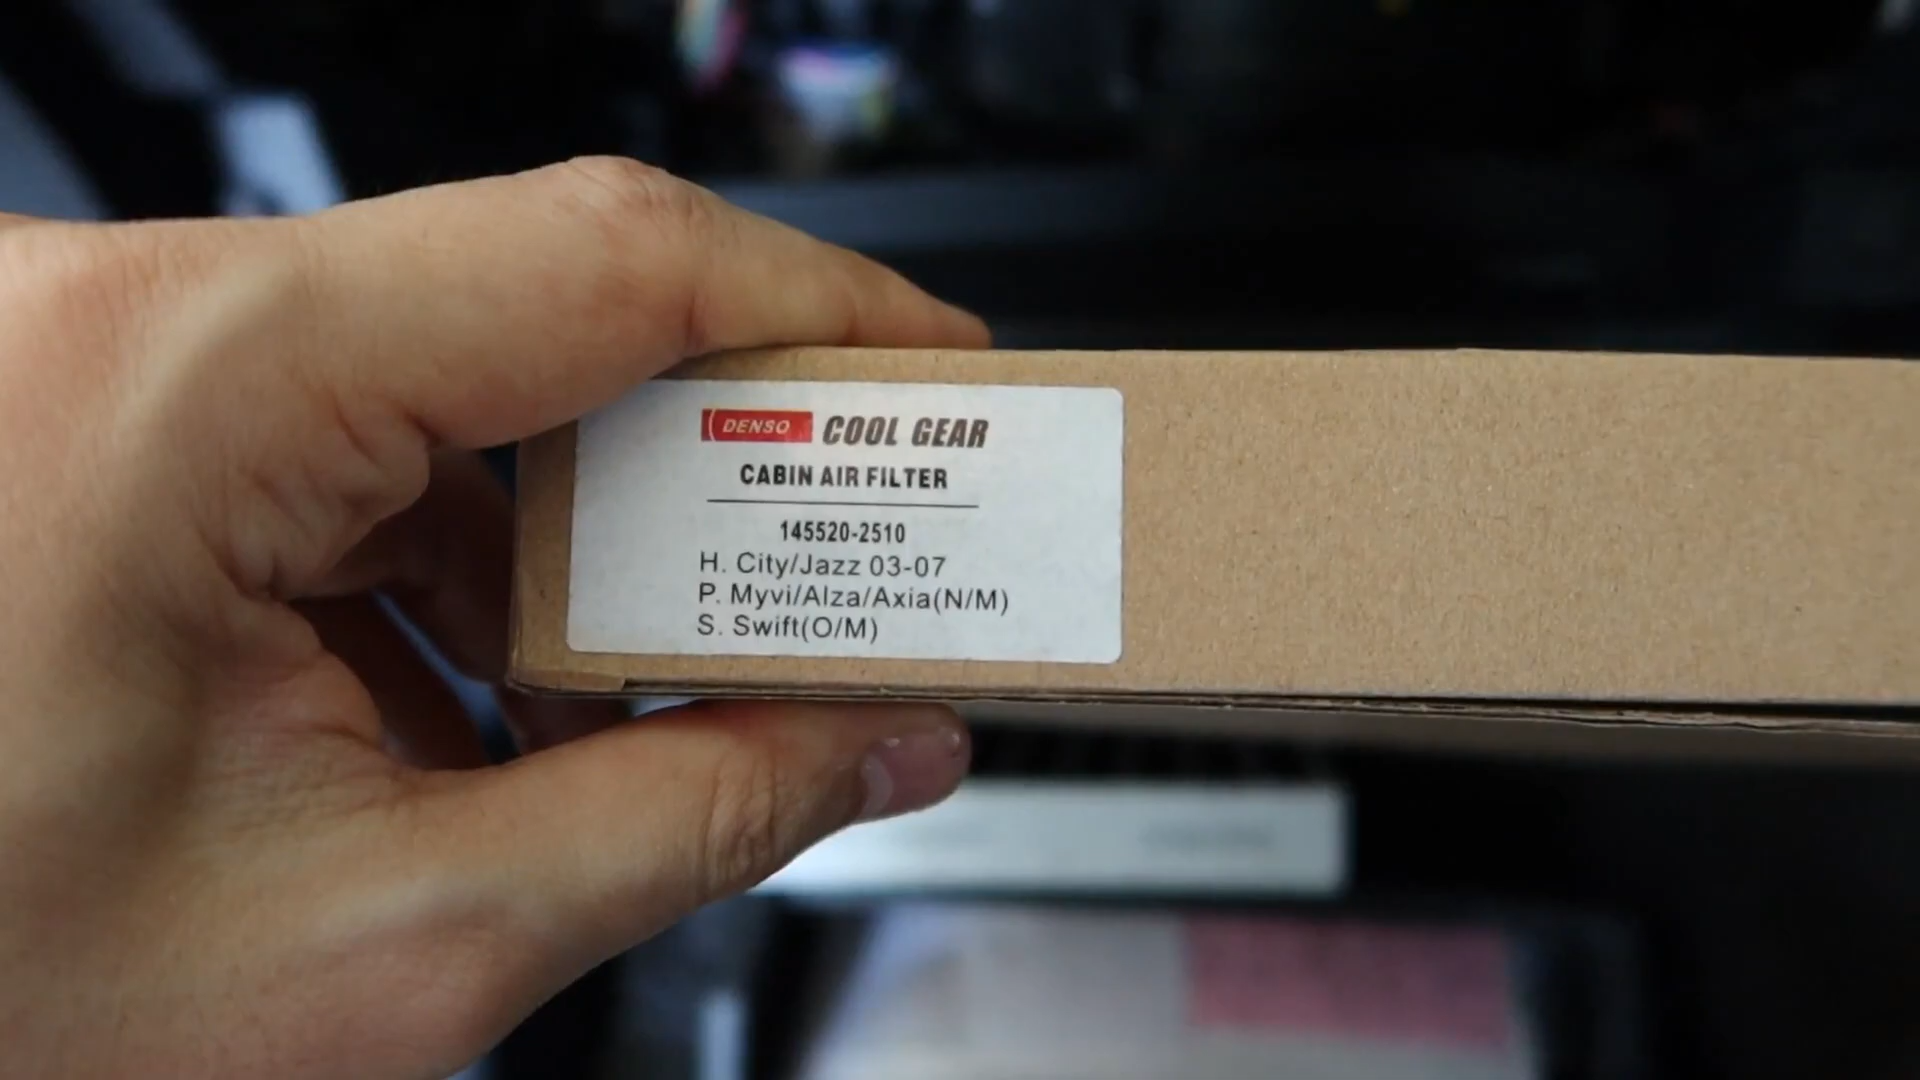 DENSO COOL GEAR
CABIN AIR FILTER
145520-2510
H. City/Jazz 03-07
P. Myvi/Alza/Axia(N/M)
S. Swift(O/M)